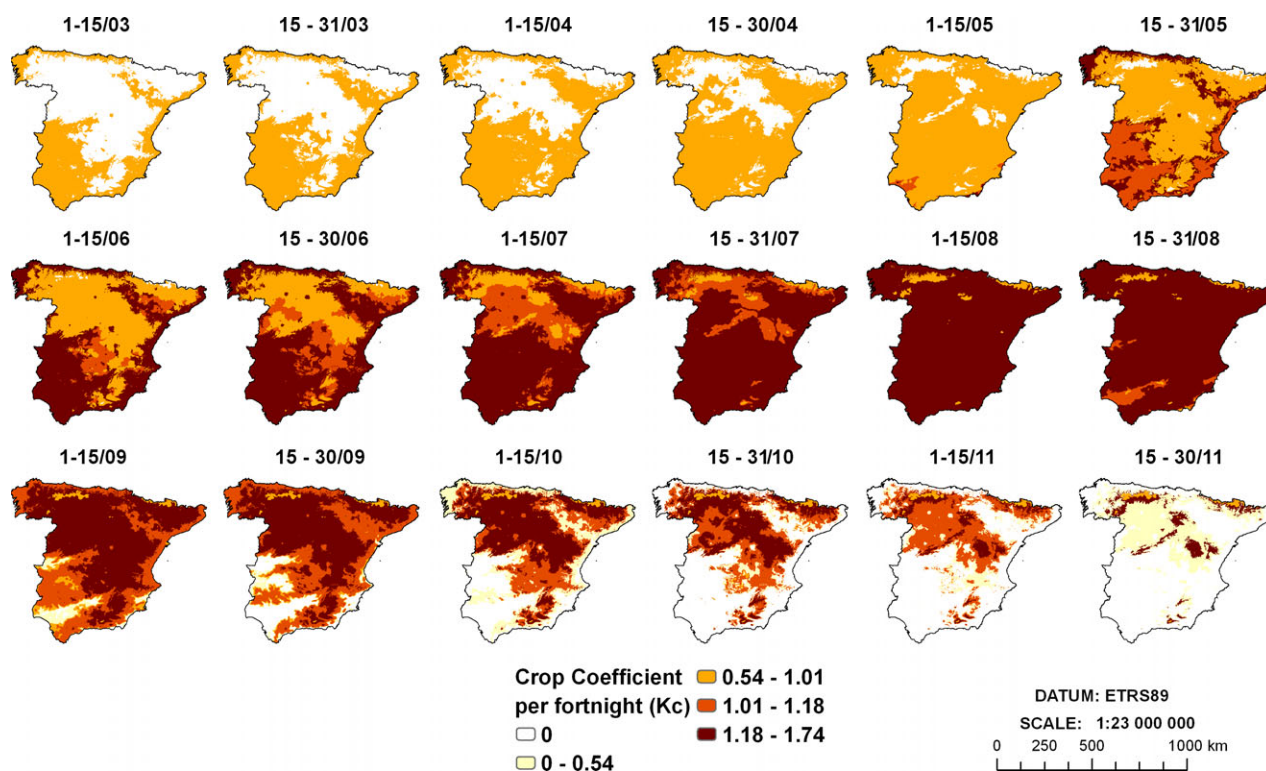 1-15/03
15 - 31/03
1-15/04
15 - 30/04
1-15/05
15 - 31/05
1-15/06
15 - 30/06
1-15/07
15 - 31/07
1-15/08
15 - 31/08
1-15/09
15 - 30/09
1-15/10
15 - 31/10
1-15/11
15 - 30/11
Crop Coefficient
per fortnight (Kc)
0
0 - 0.54
0.54 - 1.01
1.01 - 1.18
1.18 - 1.74
DATUM: ETRS89
SCALE: 1:23 000 000
0 250 500 1000 km